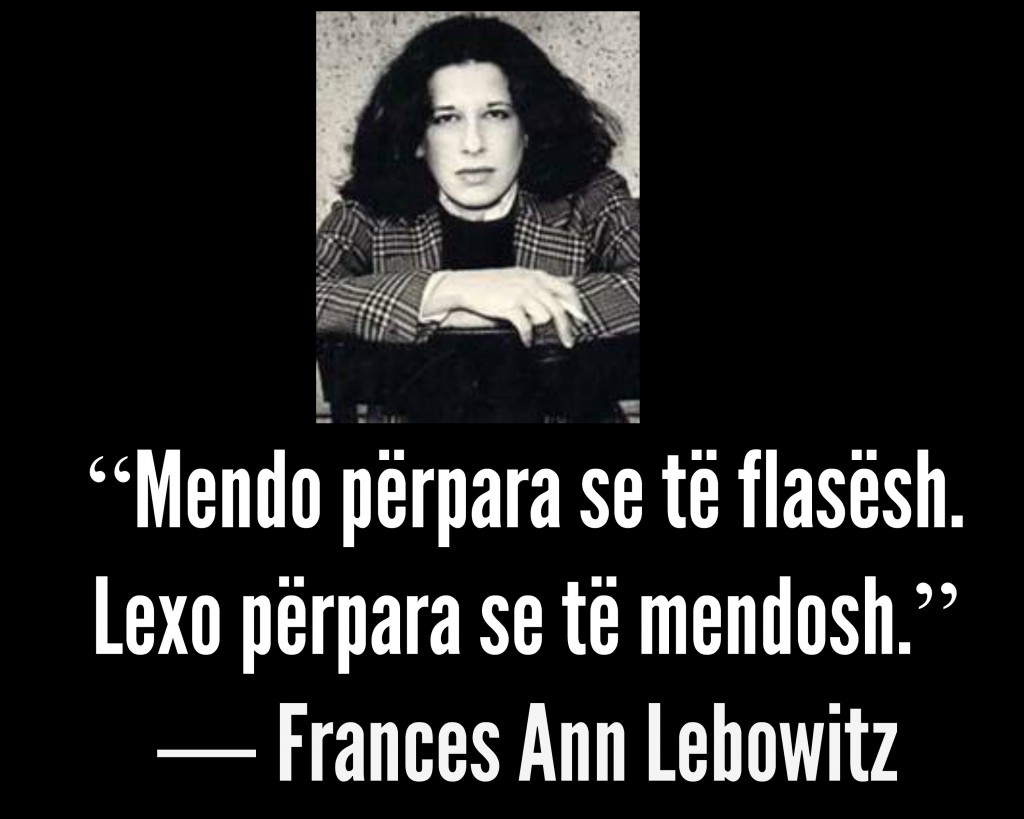 “Mendo përpara se të flasësh.
Lexo përpara se të mendosh.”
— Frances Ann Lebowitz